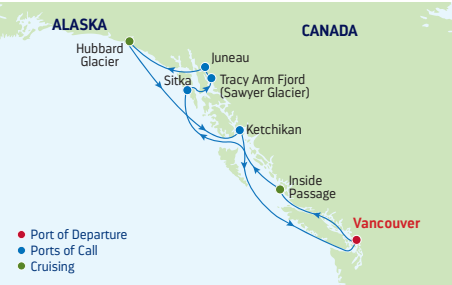 ALASKA
CANADA
Hubbard
Glacier
Juneau
Sitka
Tracy Arm Fjord
(Sawyer Glacier)
Ketchikan
Inside
Passage
Vancouver
Port of Departure
Ports of Call
Cruising